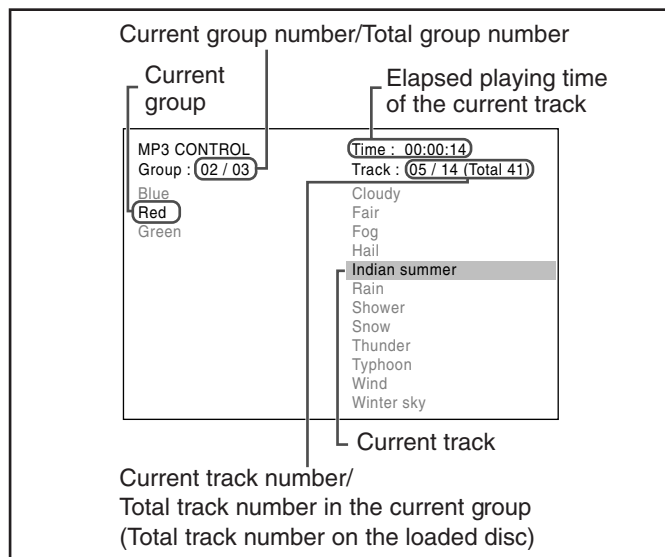 Current group number/Total group number
Current
group
Elapsed playing time
of the current track
MP3 CONTROL
Group : 02 / 03
Blue
Red
Green
Time : 00:00:14
Track : 05 / 14 (Total 41)
Cloudy
Fair
Fog
Hail
Indian summer
Rain
Shower
Snow
Thunder
Typhoon
Wind
Winter sky
Current track
Current track number/
Total track number in the current group
(Total track number on the loaded disc)